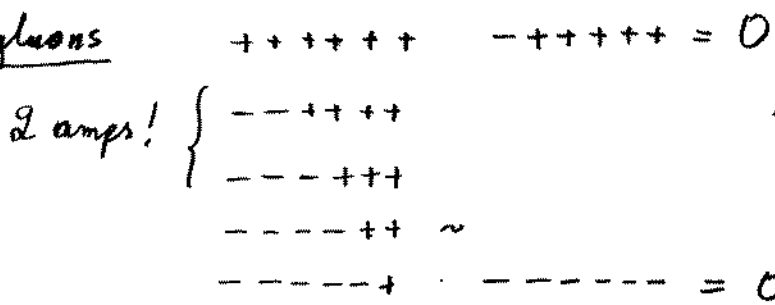 gluons + + + + + + - + + + + + = 0
2 amps! { - - + + + +
- - - + + +
- - - - + + ~
- - - - - + · - - - - - - = 0